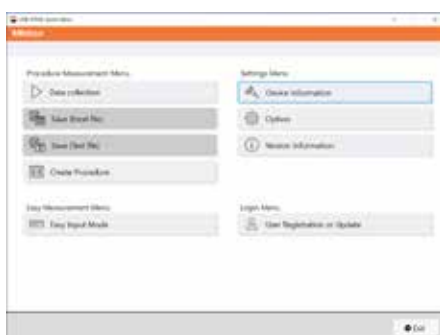 Procedure Measurement Menu
Data collection
Save (Excel file)
Save (Text file)
Create Procedure
Easy Measurement Menu
Easy Input Mode
Settings Menu
Device Information
Option
Version Information
Login Menu
User Registration or Update
Exit